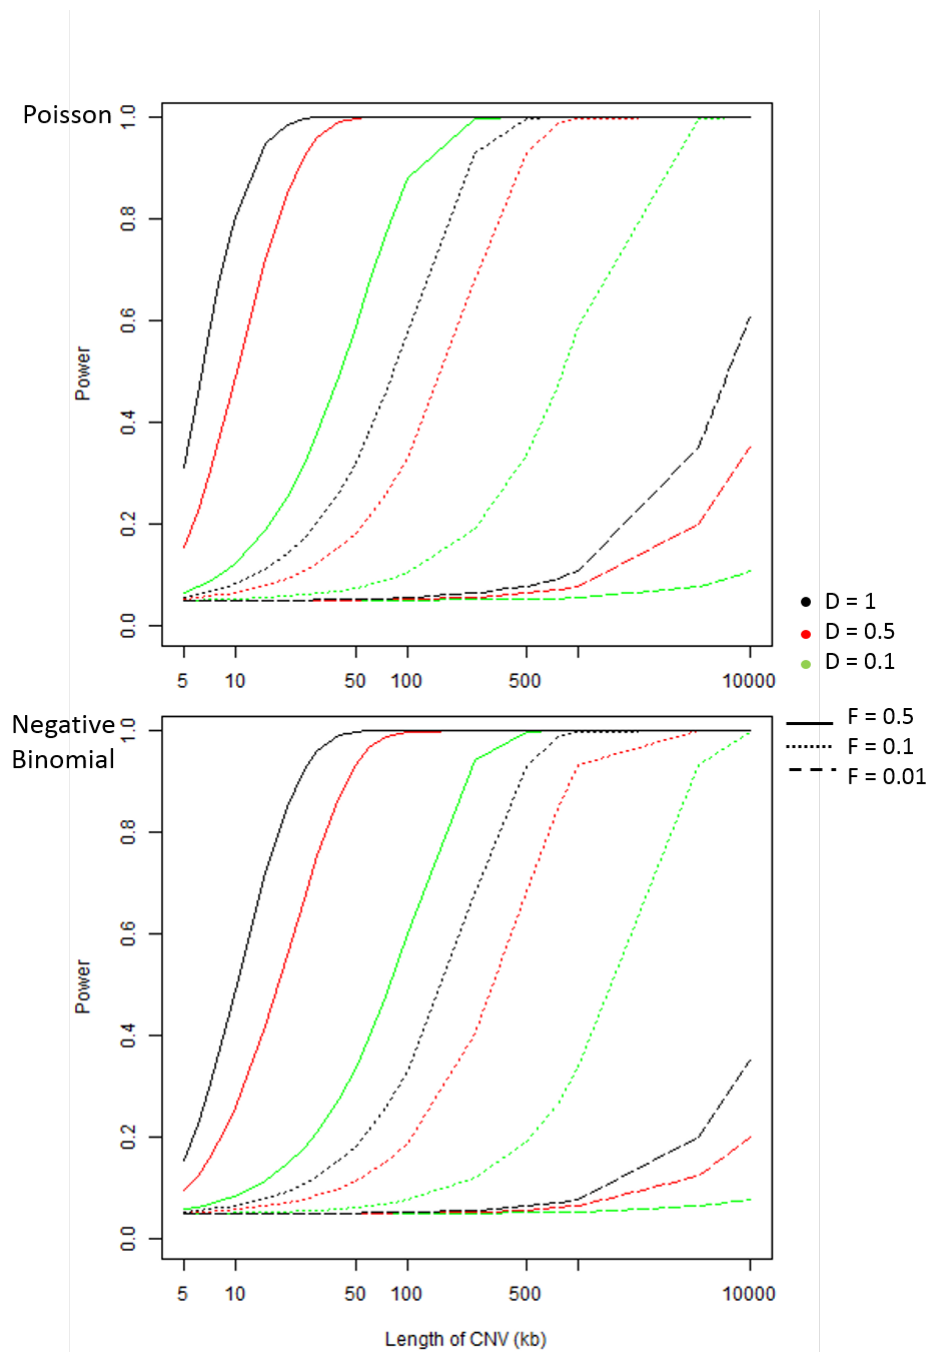 Poisson
1.0
0.8
0.6
0.4
0.2
0.0
Power
5 10 50 100 500 10000
D = 1
D = 0.5
D = 0.1
F = 0.5
F = 0.1
F = 0.01
Negative
Binomial
1.0
0.8
0.6
0.4
0.2
0.0
Power
5 10 50 100 500 10000
Length of CNV (kb)